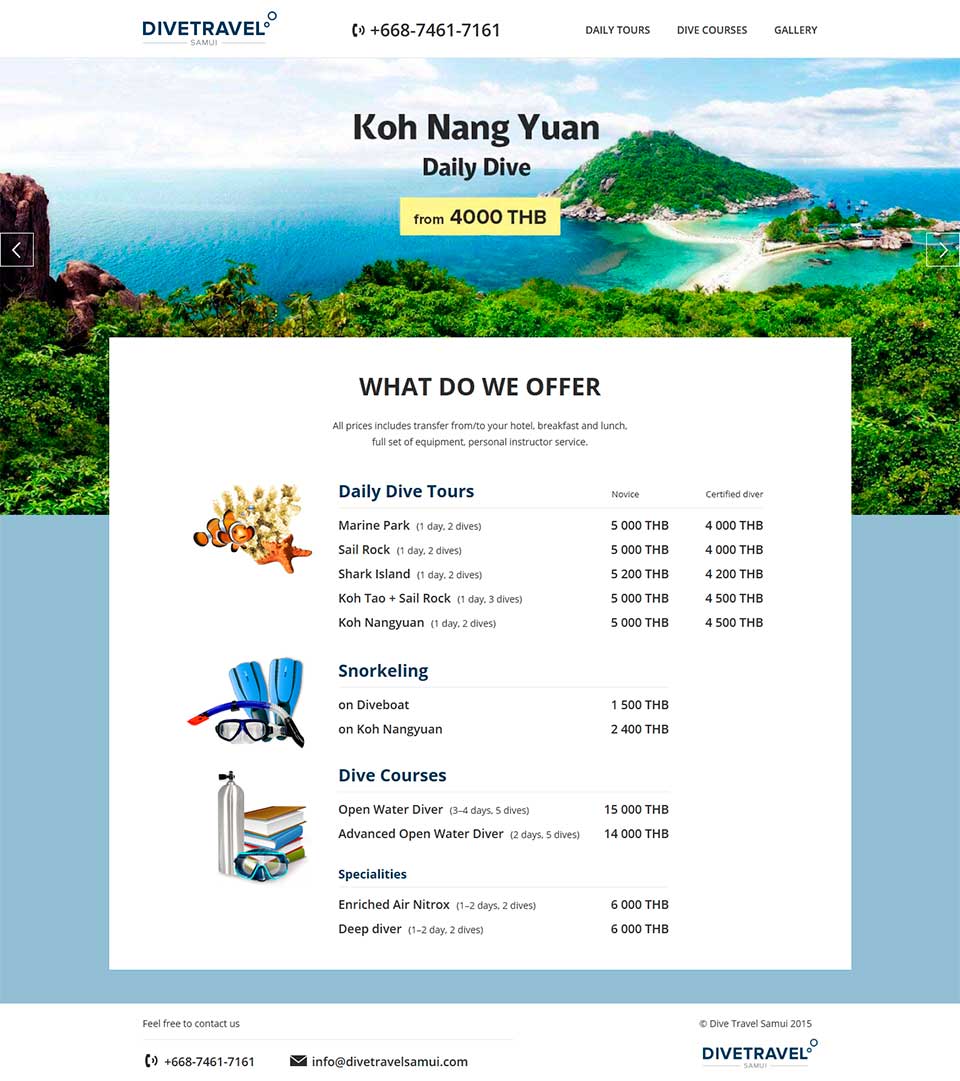 DIVETRAVEL
SAMUI
+668-7461-7161
DAILY TOURS
DIVE COURSES
GALLERY
Koh Nang Yuan
Daily Dive
from 4000 THB
WHAT DO WE OFFER
All prices includes transfer from/to your hotel, breakfast and lunch,
full set of equipment, personal instructor service.
Daily Dive Tours Novice Certified diver
Marine Park (1 day, 2 dives) 5 000 THB 4 000 THB
Sail Rock (1 day, 2 dives) 5 000 THB 4 000 THB
Shark Island (1 day, 2 dives) 5 200 THB 4 200 THB
Koh Tao + Sail Rock (1 day, 3 dives) 5 000 THB 4 500 THB
Koh Nangyuan (1 day, 2 dives) 5 000 THB 4 500 THB
Snorkeling
on Diveboat 1 500 THB
on Koh Nangyuan 2 400 THB
Dive Courses
Open Water Diver (3–4 days, 5 dives) 15 000 THB
Advanced Open Water Diver (2 days, 5 dives) 14 000 THB
Specialities
Enriched Air Nitrox (1–2 days, 2 dives) 6 000 THB
Deep diver (1–2 day, 2 dives) 6 000 THB
Feel free to contact us
+668-7461-7161 info@divetravelsamui.com
© Dive Travel Samui 2015
DIVETRAVEL
SAMUI